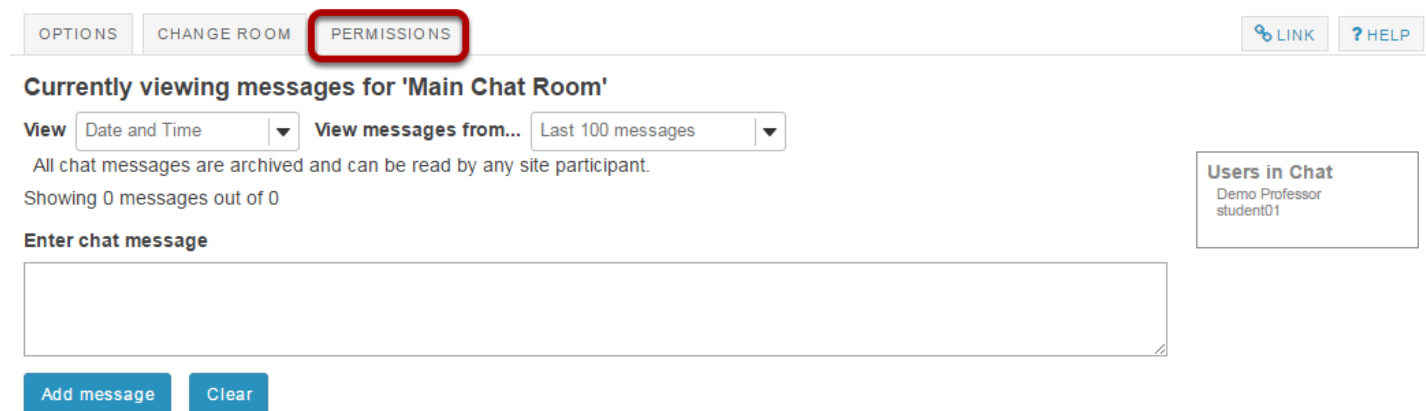 OPTIONS CHANGE ROOM PERMISSIONS LINK ? HELP
Currently viewing messages for 'Main Chat Room'
View Date and Time View messages from... Last 100 messages
All chat messages are archived and can be read by any site participant.
Showing 0 messages out of 0
Users in Chat
Demo Professor
student01
Enter chat message
Add message Clear